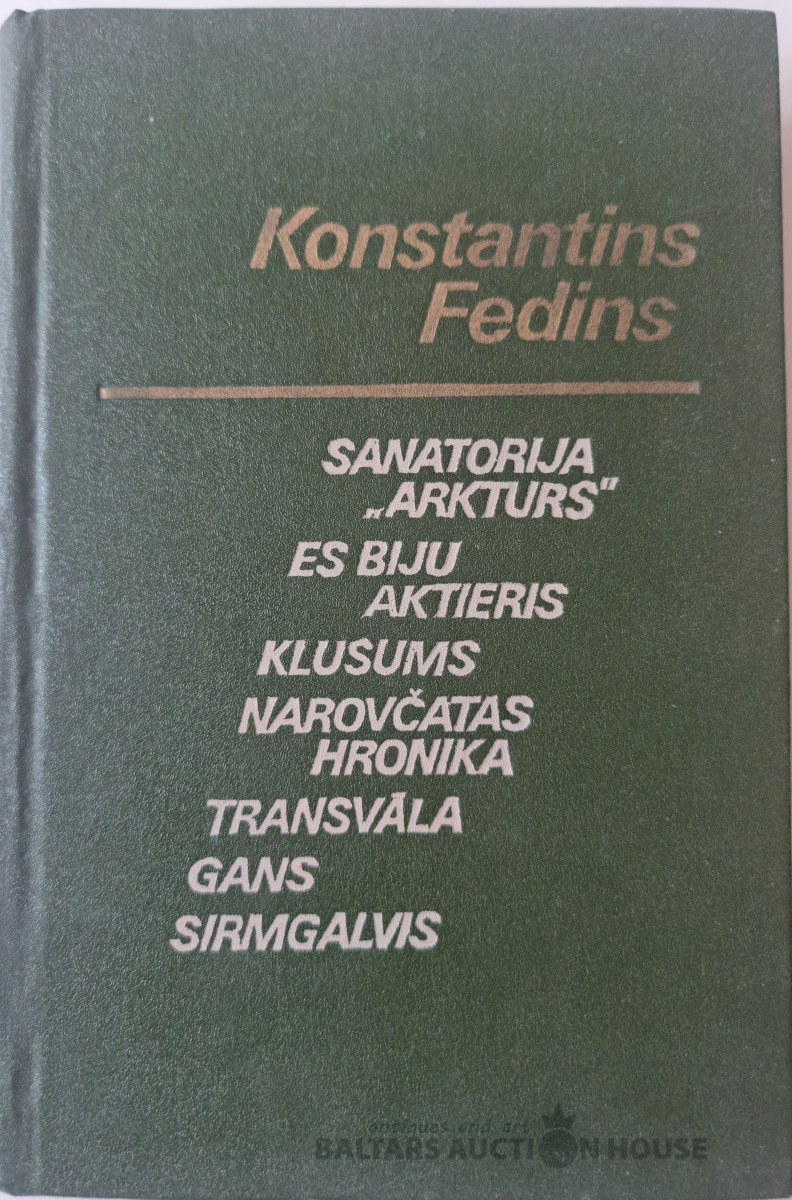 Konstantins
Fedins
SANATORIJA
„ARKTURS"
ES BIJU
AKTIERIS
KLUSUMS
NAROVČATAS
HRONIKA
TRANSVĀLA
GANS
SIRMGALVIS
antiques and art
BALTARS AUCTION HOUSE